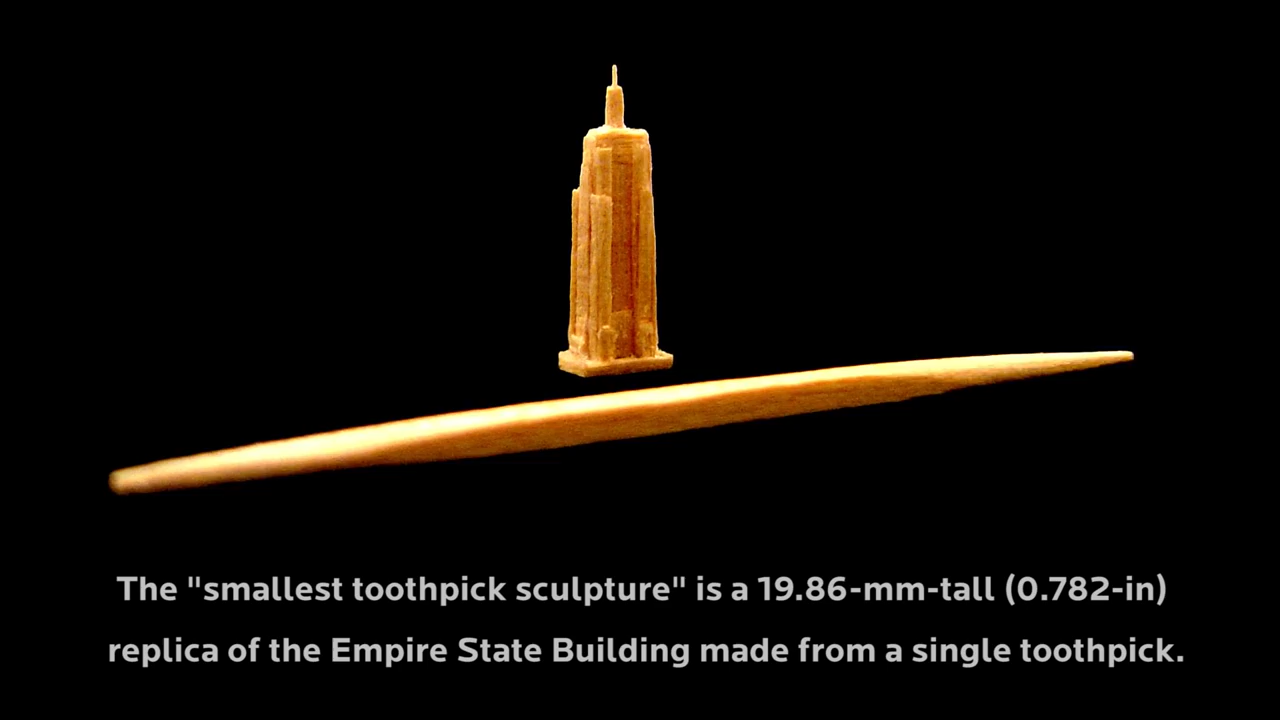 The "smallest toothpick sculpture" is a 19.86-mm-tall (0.782-in)
replica of the Empire State Building made from a single toothpick.